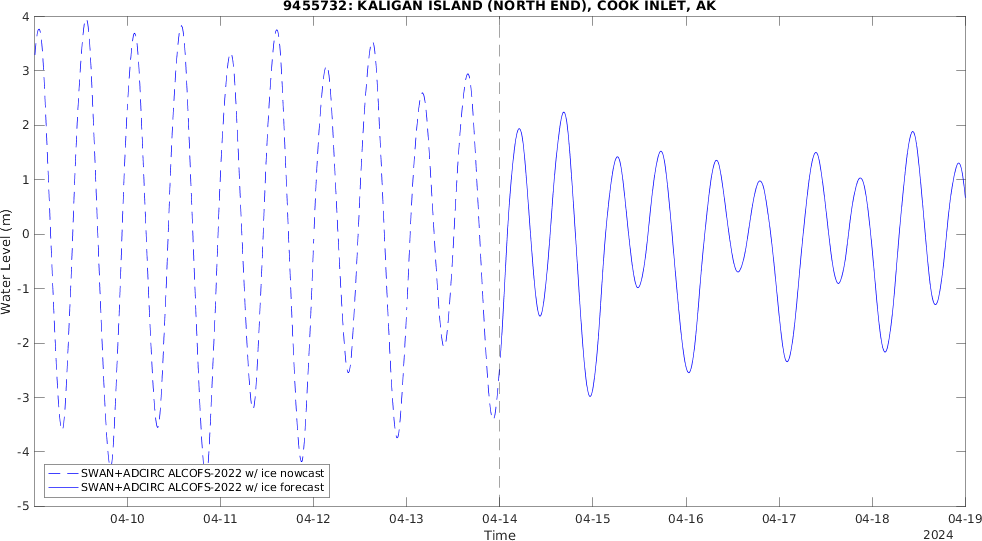 9455732: KALIGAN ISLAND (NORTH END), COOK INLET, AK
4
3
2
1
0
-1
-2
-3
-4
-5
Water Level (m)
SWAN+ADCIRC ALCOFS-2022 w/ ice nowcast
SWAN+ADCIRC ALCOFS-2022 w/ ice forecast
04-10 04-11 04-12 04-13 04-14 04-15 04-16 04-17 04-18 04-19
Time
2024